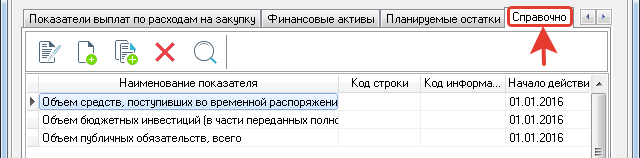 Показатели выплат по расходам на закупку Финансовые активы Планируемые остатки Справочно
Наименование показателя Код строки Код информа... Начало действи
Объем средств, поступивших во временной распоряжени 01.01.2016
Объем бюджетных инвестиций (в части переданных полно 01.01.2016
Объем публичных обязательств, всего 01.01.2016